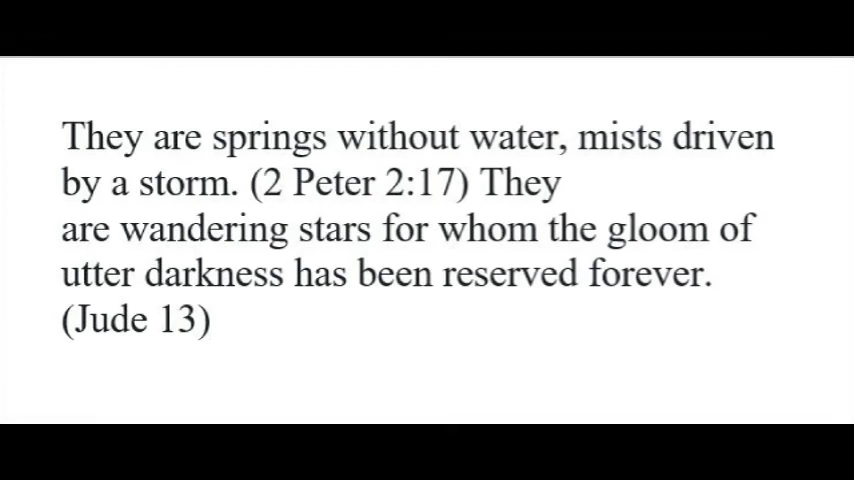 They are springs without water, mists driven
by a storm. (2 Peter 2:17) They
are wandering stars for whom the gloom of
utter darkness has been reserved forever.
(Jude 13)